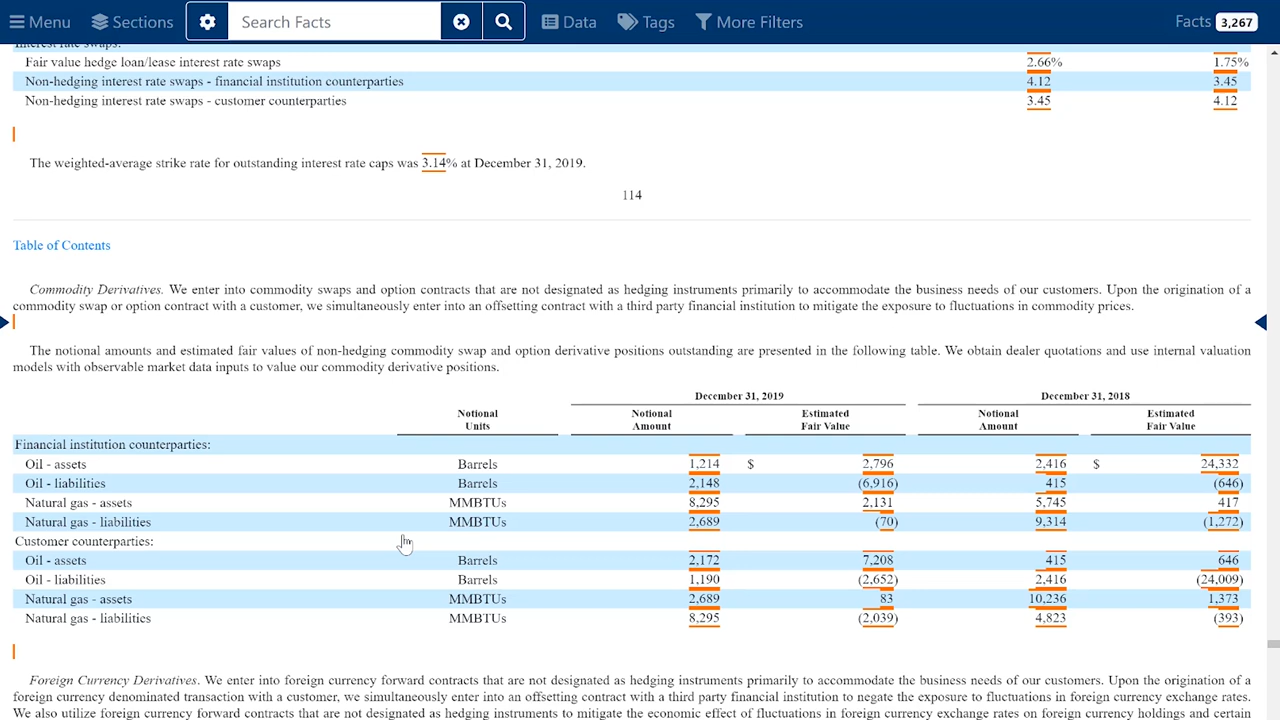 Menu Sections Search Facts Data Tags More Filters Facts 3,267
Interest rate swaps:
Fair value hedge loan/lease interest rate swaps 2.66% 1.75%
Non-hedging interest rate swaps - financial institution counterparties 4.12 3.45
Non-hedging interest rate swaps - customer counterparties 3.45 4.12
The weighted-average strike rate for outstanding interest rate caps was 3.14% at December 31, 2019.
114
Table of Contents
Commodity Derivatives. We enter into commodity swaps and option contracts that are not designated as hedging instruments primarily to accommodate the business needs of our customers. Upon the origination of a
commodity swap or option contract with a customer, we simultaneously enter into an offsetting contract with a third party financial institution to mitigate the exposure to fluctuations in commodity prices.
The notional amounts and estimated fair values of non-hedging commodity swap and option derivative positions outstanding are presented in the following table. We obtain dealer quotations and use internal valuation
models with observable market data inputs to value our commodity derivative positions.
December 31, 2019 December 31, 2018
Notional Notional Estimated Notional Estimated
Units Amount Fair Value Amount Fair Value
Financial institution counterparties:
Oil - assets Barrels 1,214 $ 2,796 2,416 $ 24,332
Oil - liabilities Barrels 2,148 (6,916) 415 (646)
Natural gas - assets MMBTUs 8,295 2,131 5,745 417
Natural gas - liabilities MMBTUs 2,689 (70) 9,314 (1,272)
Customer counterparties:
Oil - assets Barrels 2,172 7,208 415 646
Oil - liabilities Barrels 1,190 (2,652) 2,416 (24,009)
Natural gas - assets MMBTUs 2,689 83 10,236 1,373
Natural gas - liabilities MMBTUs 8,295 (2,039) 4,823 (393)
Foreign Currency Derivatives. We enter into foreign currency forward contracts that are not designated as hedging instruments primarily to accommodate the business needs of our customers. Upon the origination of a
foreign currency denominated transaction with a customer, we simultaneously enter into an offsetting contract with a third party financial institution to negate the exposure to fluctuations in foreign currency exchange rates.
We also utilize foreign currency forward contracts that are not designated as hedging instruments to mitigate the economic effect of fluctuations in foreign currency exchange rates on foreign currency holdings and certain